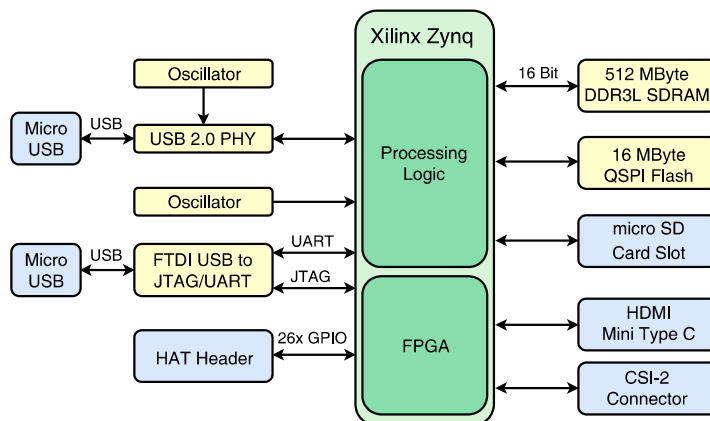 Xilinx Zynq
Oscillator
16 Bit
512 MByte
DDR3L SDRAM
Micro
USB
USB
USB 2.0 PHY
Processing
Logic
16 MByte
QSPI Flash
Oscillator
micro SD
Card Slot
Micro
USB
USB
FTDI USB to
JTAG/UART
UART
JTAG
HDMI
Mini Type C
HAT Header
26x GPIO
FPGA
CSI-2
Connector